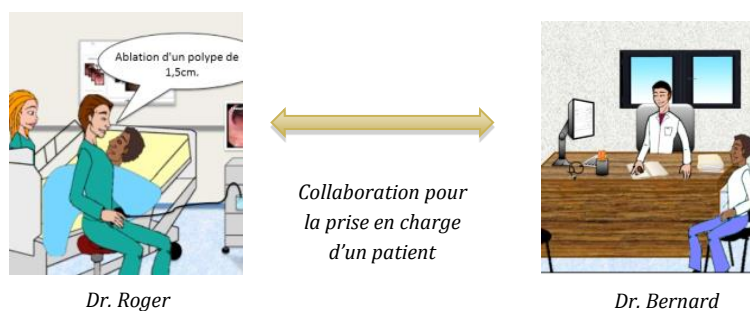 Ablation d'un polype de
1,5cm.
Collaboration pour
la prise en charge
d'un patient
Dr. Roger
Dr. Bernard